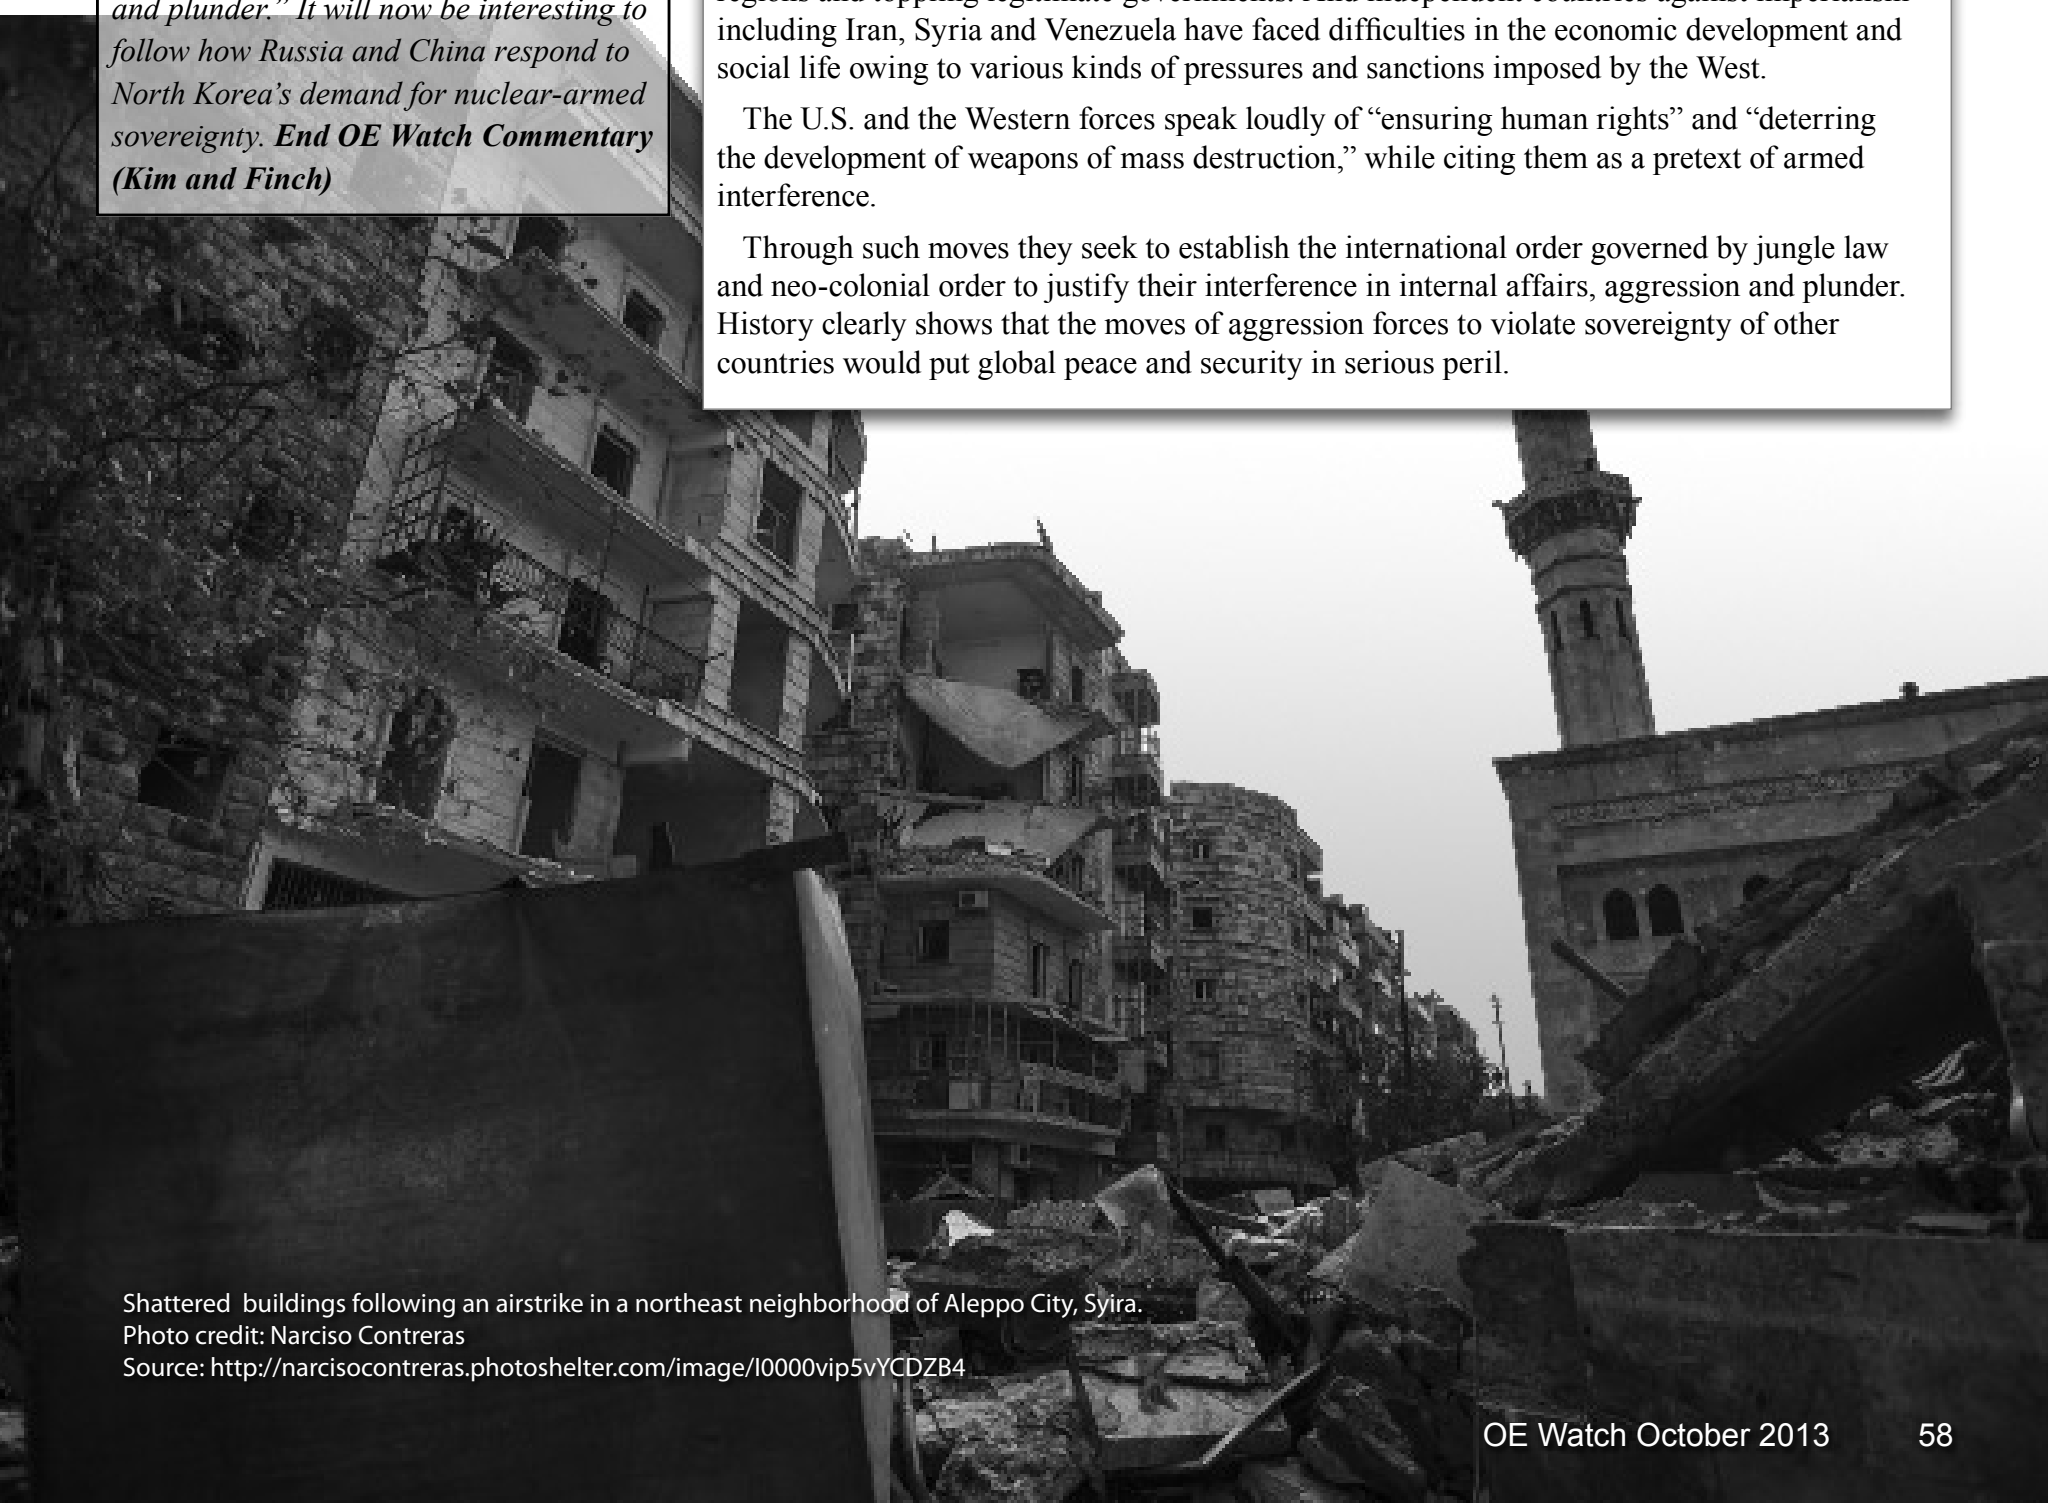 and plunder.” It will now be interesting to
follow how Russia and China respond to
North Korea’s demand for nuclear-armed
sovereignty. End OE Watch Commentary
(Kim and Finch)
including Iran, Syria and Venezuela have faced difficulties in the economic development and
social life owing to various kinds of pressures and sanctions imposed by the West.
The U.S. and the Western forces speak loudly of “ensuring human rights” and “deterring
the development of weapons of mass destruction,” while citing them as a pretext of armed
interference.
Through such moves they seek to establish the international order governed by jungle law
and neo-colonial order to justify their interference in internal affairs, aggression and plunder.
History clearly shows that the moves of aggression forces to violate sovereignty of other
countries would put global peace and security in serious peril.
Shattered buildings following an airstrike in a northeast neighborhood of Aleppo City, Syira.
Photo credit: Narciso Contreras
Source: http://narcisocontreras.photoshelter.com/image/I0000vip5vYCDZB4
OE Watch October 2013 58